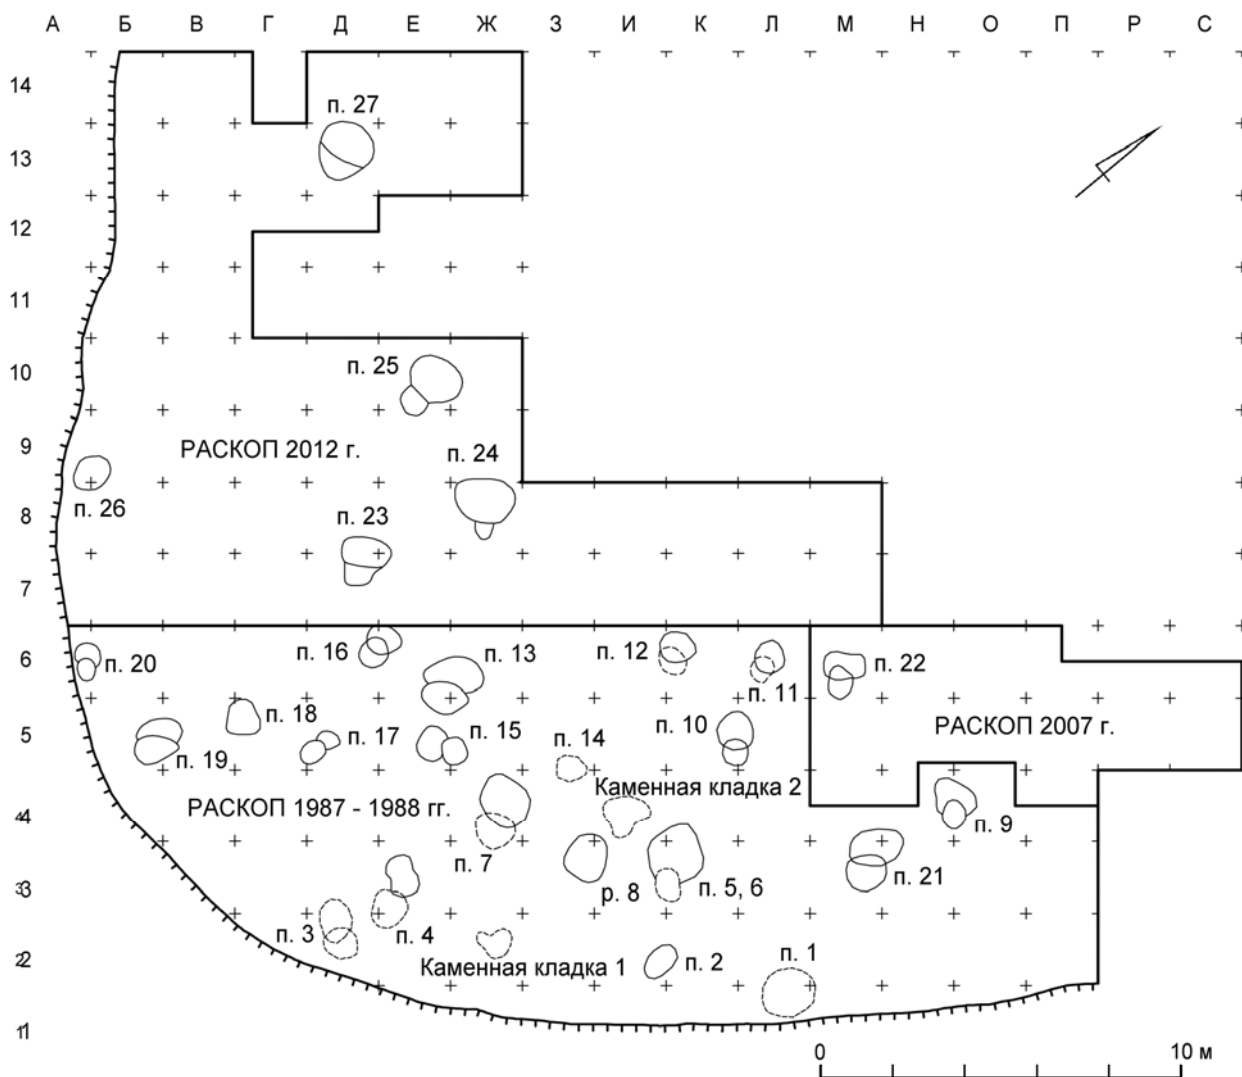 А Б В Г Д Е Ж З И К Л М Н О П Р С
14
п. 27
13
12
11
10
п. 25
9
РАСКОП 2012 г.
п. 24
п. 26
8
п. 23
7
6
п. 20
п. 16
п. 13
п. 12
п. 11
п. 22
п. 18
5
п. 19
п. 17
п. 15
п. 14
п. 10
РАСКОП 2007 г.
Каменная кладка 2
4
РАСКОП 1987 - 1988 гг.
п. 7
п. 9
3
р. 8
п. 5, 6
п. 21
п. 3
п. 4
2
Каменная кладка 1
п. 2
п. 1
1
0 10 м